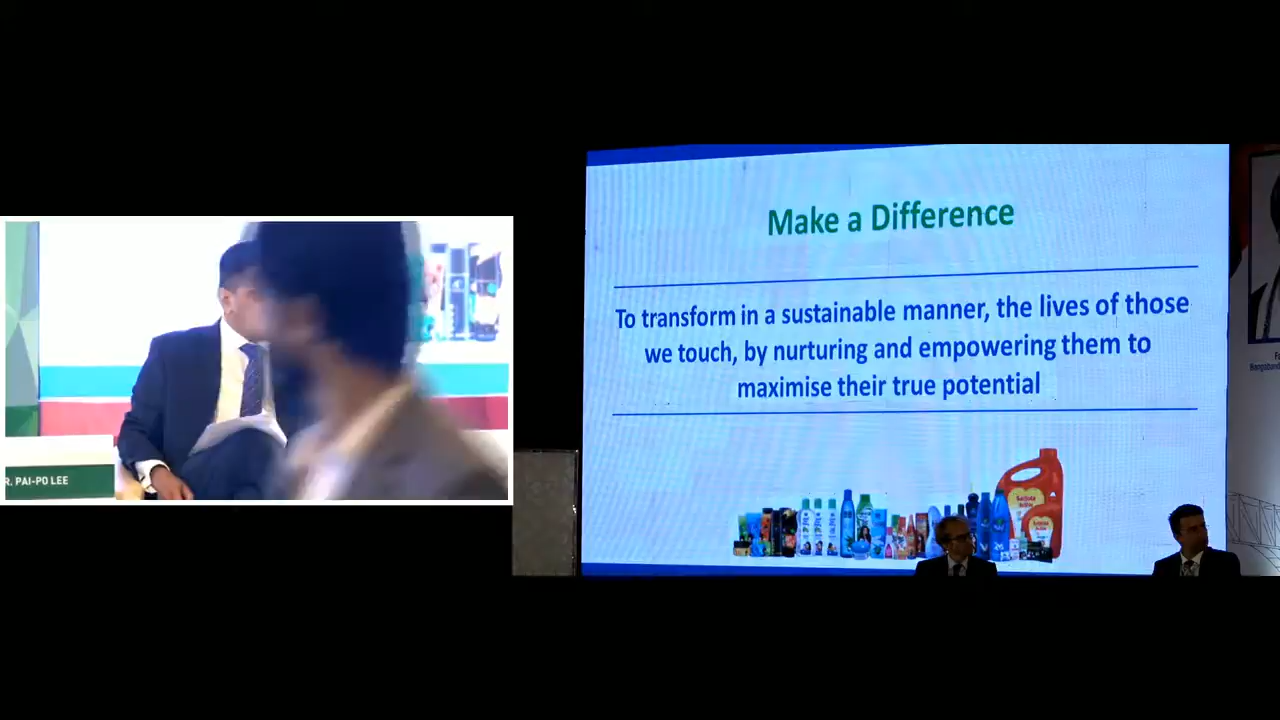 R. PAI-PO LEE
Make a Difference
To transform in a sustainable manner, the lives of those
we touch, by nurturing and empowering them to
maximise their true potential